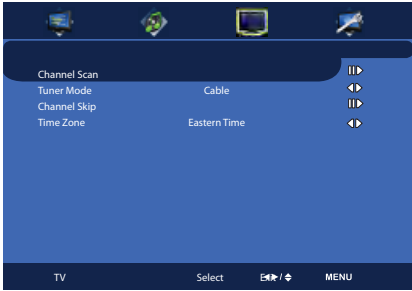 Channel Scan
Tuner Mode Cable
Channel Skip
Time Zone Eastern Time
TV Select MENU